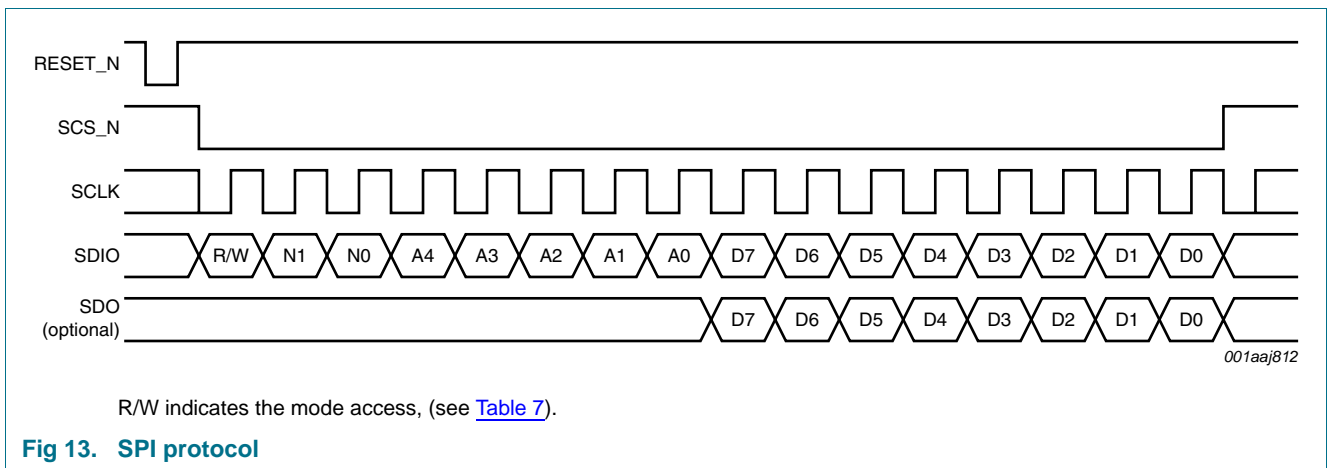 RESET_N
SCS_N
SCLK
SDIO R/W N1 N0 A4 A3 A2 A1 A0 D7 D6 D5 D4 D3 D2 D1 D0
SDO
(optional) D7 D6 D5 D4 D3 D2 D1 D0
001aaj812
R/W indicates the mode access, (see Table 7).
Fig 13. SPI protocol